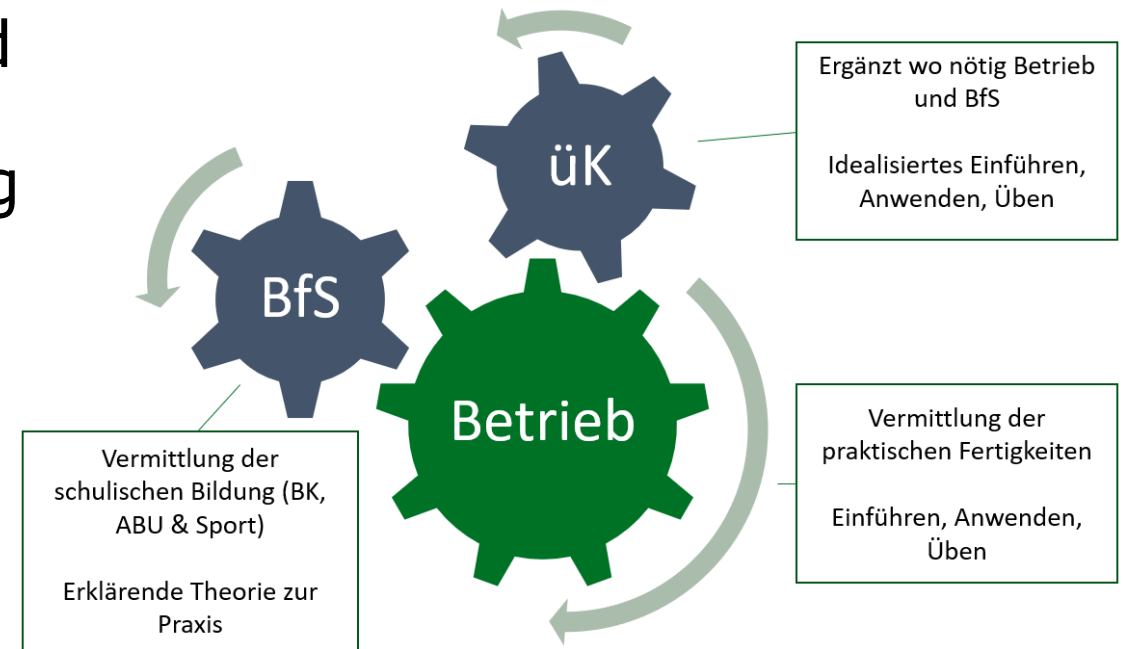 d
g
üK
BfS
Betrieb
Ergänzt wo nötig Betrieb
und BfS
Idealisiertes Einführen,
Anwenden, Üben
Vermittlung der
praktischen Fertigkeiten
Einführen, Anwenden,
Üben
Vermittlung der
schulischen Bildung (BK,
ABU & Sport)
Erklärende Theorie zur
Praxis